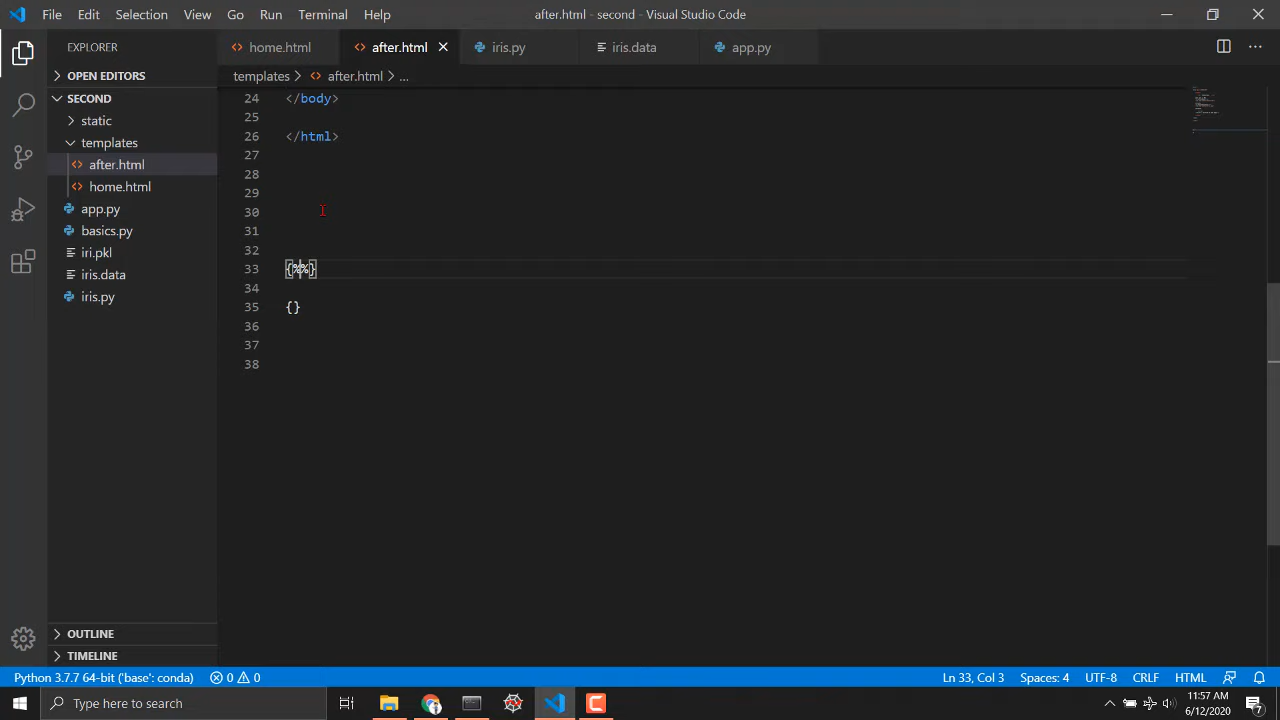 File Edit Selection View Go Run Terminal Help after.html - second - Visual Studio Code
EXPLORER
home.html
after.html
iris.py
iris.data
app.py
OPEN EDITORS
templates
after.html
...
SECOND
static
templates
after.html
home.html
app.py
basics.py
iri.pkl
iris.data
iris.py
24 </body>
25
26 </html>
27
28
29
30
31
32
33 {%%}
34
35 {}
36
37
38
OUTLINE
TIMELINE
Python 3.7.7 64-bit ('base': conda) 0 0 Ln 33, Col 3 Spaces: 4 UTF-8 CRLF HTML
Type here to search
11:57 AM
6/12/2020
7